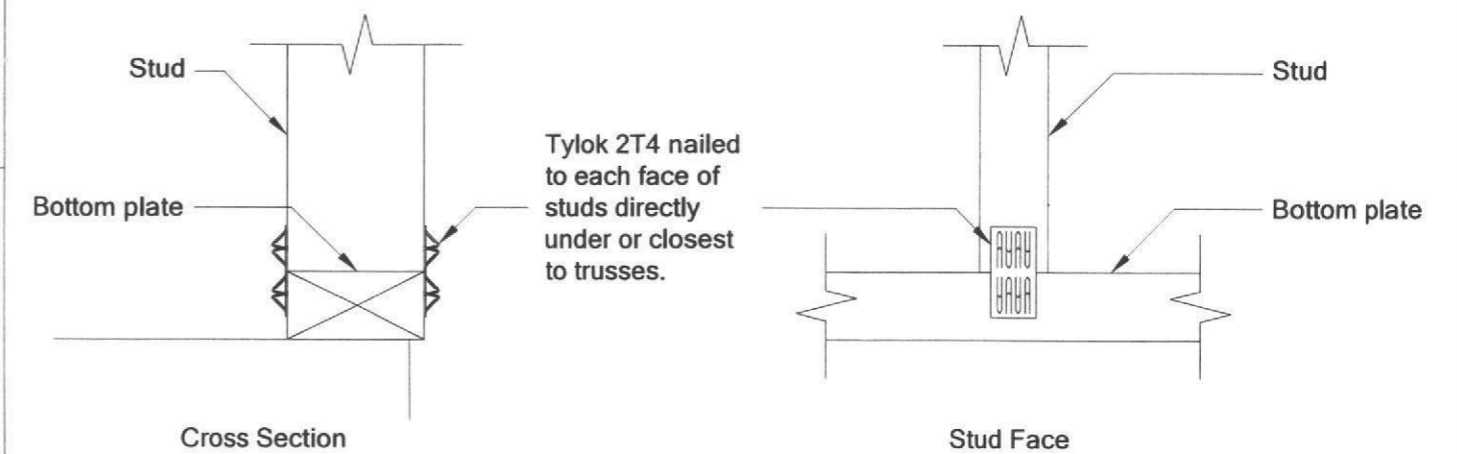 Stud
Bottom plate
Tylok 2T4 nailed
to each face of
studs directly
under or closest
to trusses.
Stud
Bottom plate
Cross Section
Stud Face